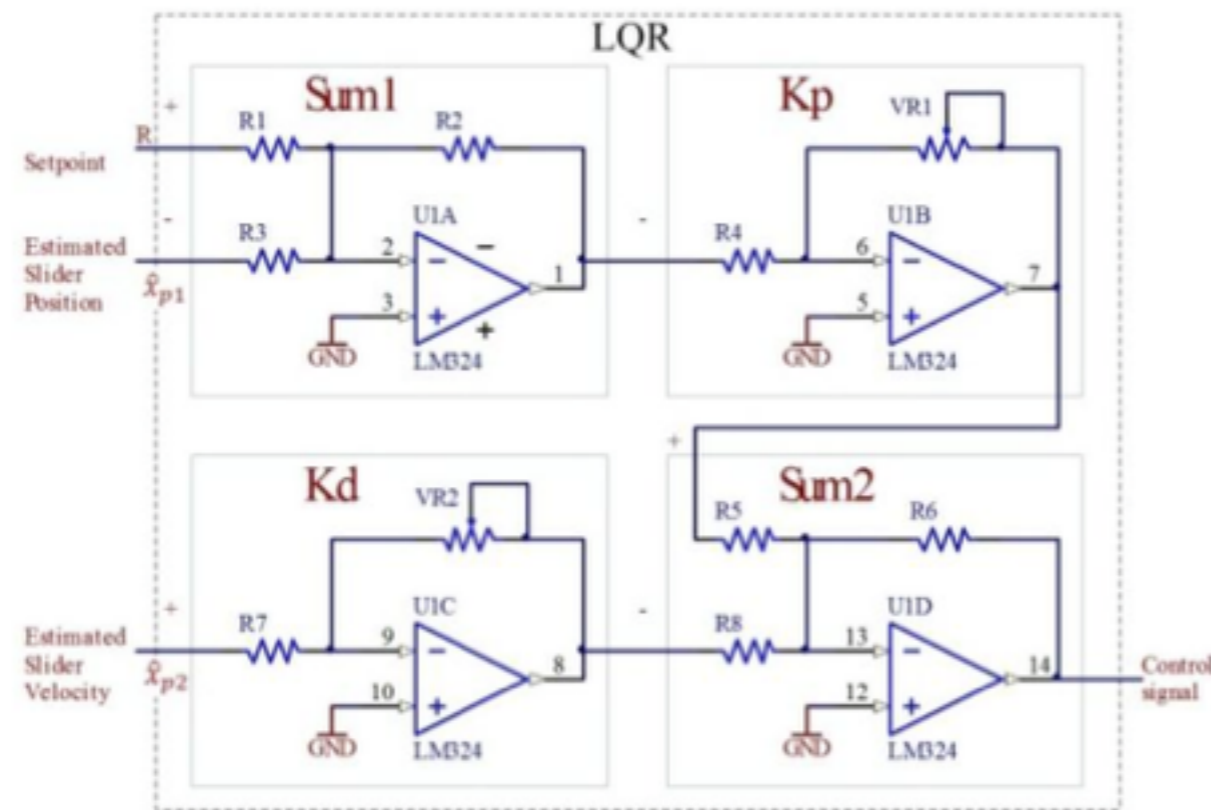 LQR
Sum1
Kp
+
R
R1
R2
VR1
Setpoint
-
Estimated
Slider
Position
x̂p1
R3
U1A
2
-
-
1
3
+
+
GND
LM324
-
R4
U1B
6
-
7
5
+
GND
LM324
+
Kd
Sum2
VR2
R5
R6
+
Estimated
Slider
Velocity
x̂p2
R7
U1C
9
-
8
10
+
GND
LM324
-
R8
U1D
13
-
14
12
+
GND
LM324
Control
signal